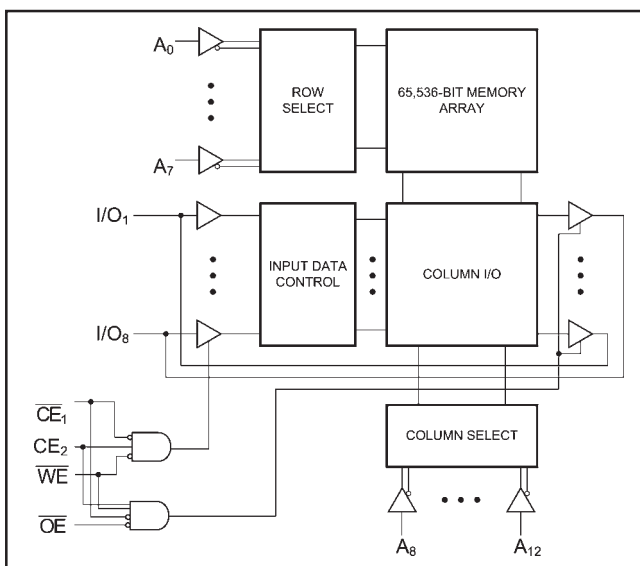 A0
ROW
SELECT
65,536-BIT MEMORY
ARRAY
A7
I/O1
INPUT DATA
CONTROL
COLUMN I/O
I/O8
CE1
CE2
WE
OE
COLUMN SELECT
A8
A12